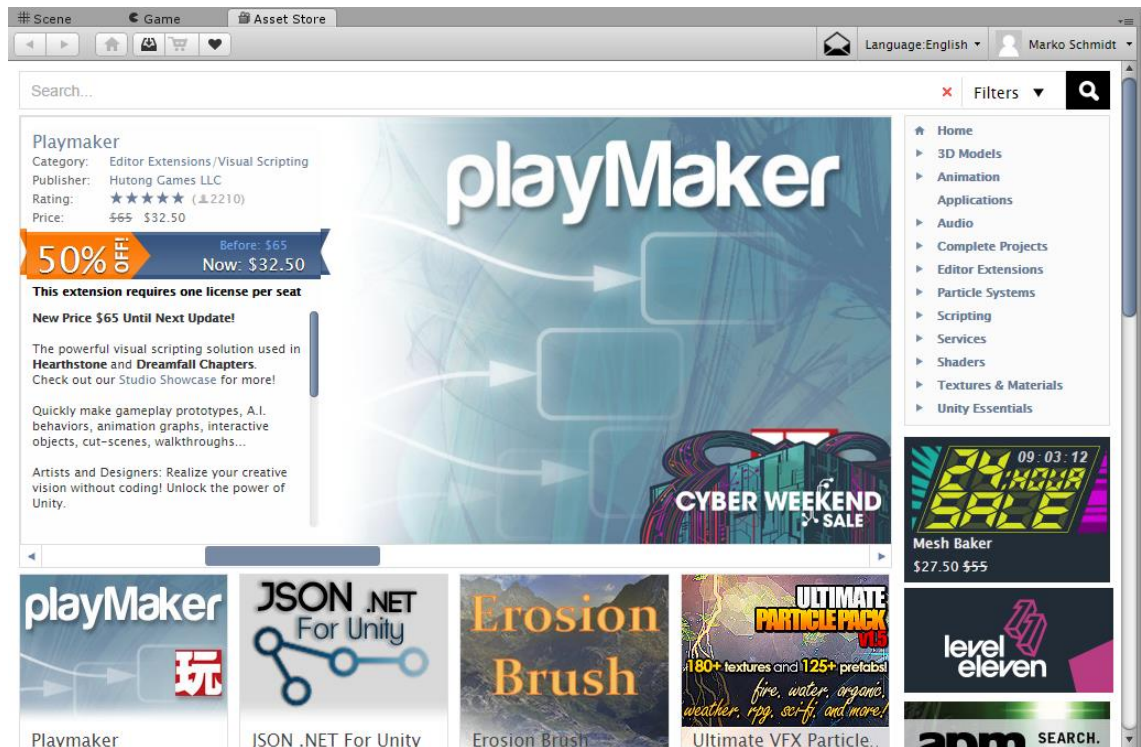 Scene
Game
Asset Store
Language:English
Marko Schmidt
Search...
Filters
Playmaker
Category: Editor Extensions/Visual Scripting
Publisher: Hutong Games LLC
Rating: ★★★★★ (2210)
Price: $65 $32.50
50% OFF!
Before: $65
Now: $32.50
This extension requires one license per seat
New Price $65 Until Next Update!
The powerful visual scripting solution used in
Hearthstone and Dreamfall Chapters.
Check out our Studio Showcase for more!
Quickly make gameplay prototypes, A.I.
behaviors, animation graphs, interactive
objects, cut-scenes, walkthroughs...
Artists and Designers: Realize your creative
vision without coding! Unlock the power of
Unity.
playMaker
CYBER WEEKEND
SALE
Home
3D Models
Animation
Applications
Audio
Complete Projects
Editor Extensions
Particle Systems
Scripting
Services
Shaders
Textures & Materials
Unity Essentials
09:03:12
24 HOUR
SALE
Mesh Baker
$27.50 $55
level
eleven
apm
SEARCH.
playMaker
玩
Playmaker
JSON .NET
For Unity
JSON .NET For Unity
Erosion
Brush
Erosion Brush
ULTIMATE
PARTICLE PACK
v1.5
180+ textures and 125+ prefabs!
fire, water, organic,
weather, rpg, sci-fi, and more!
Ultimate VFX Particle..